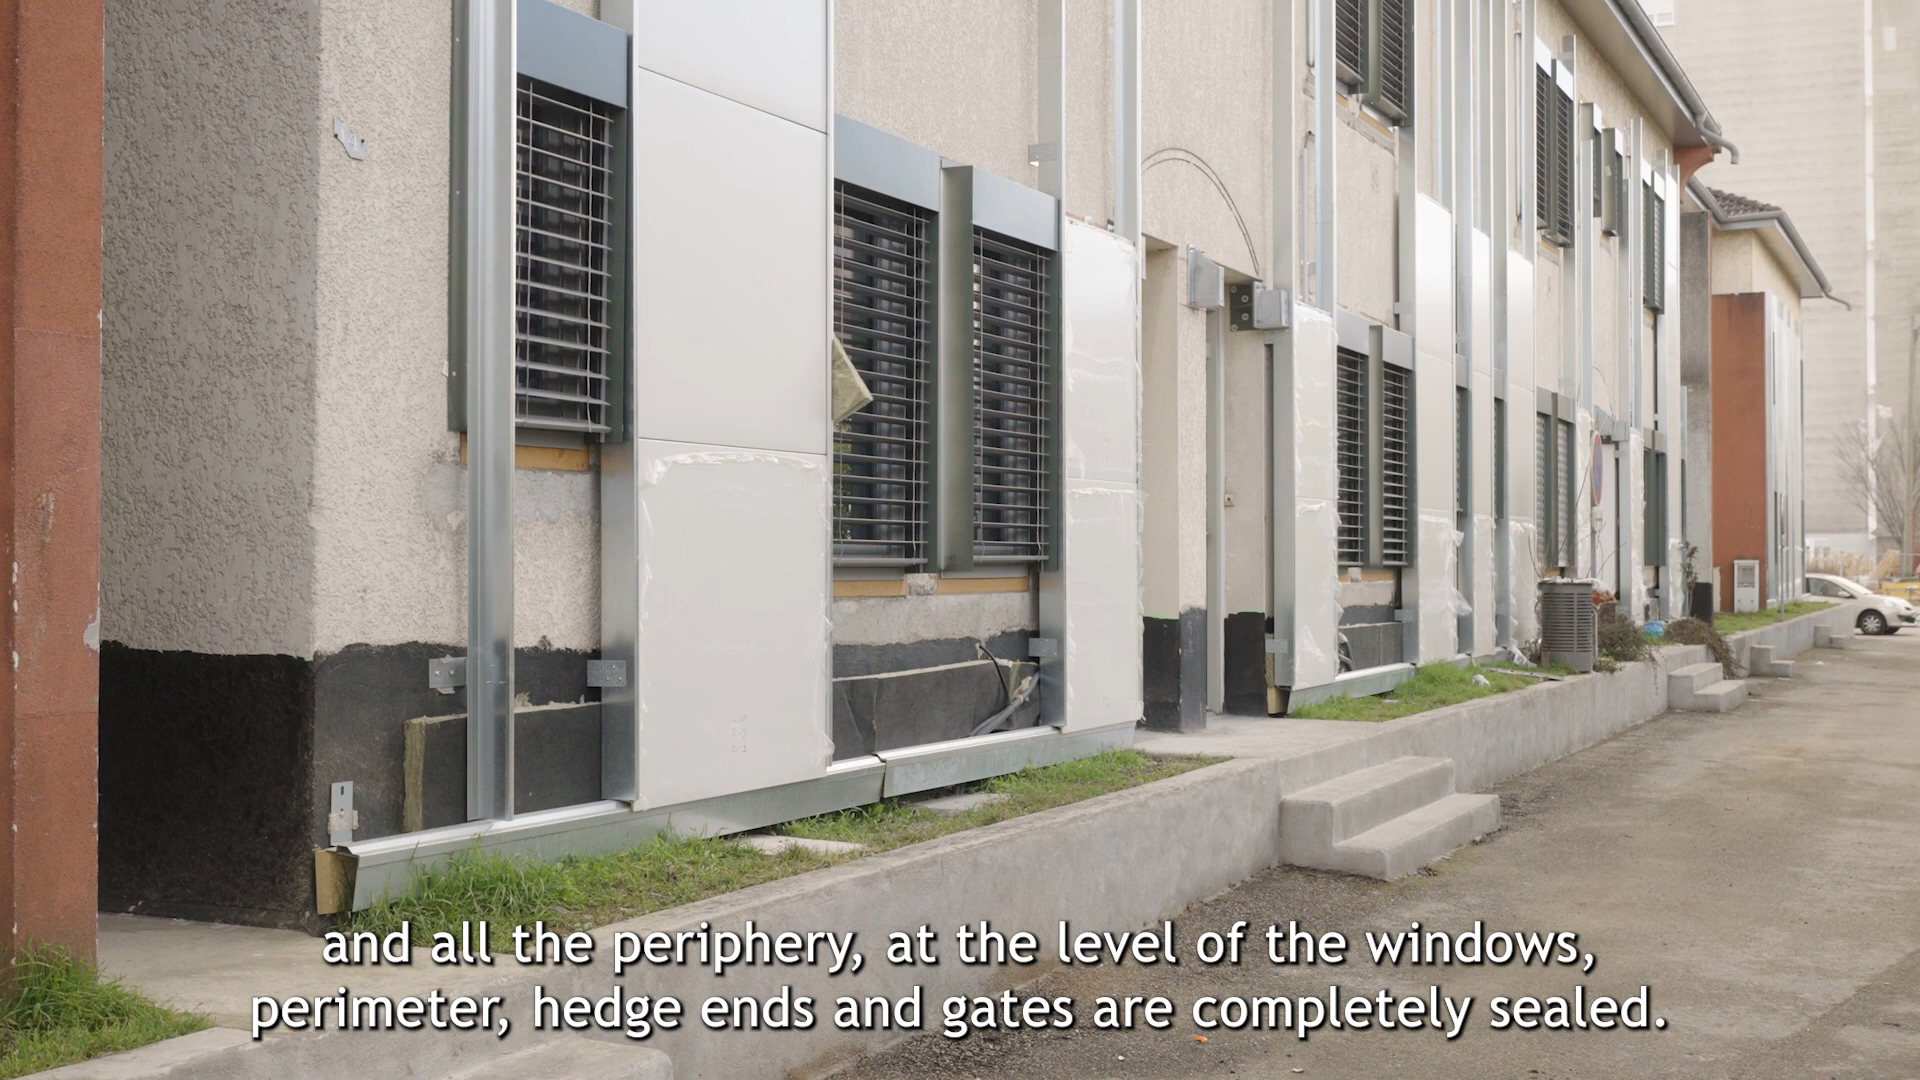 and all the periphery, at the level of the windows,
perimeter, hedge ends and gates are completely sealed.